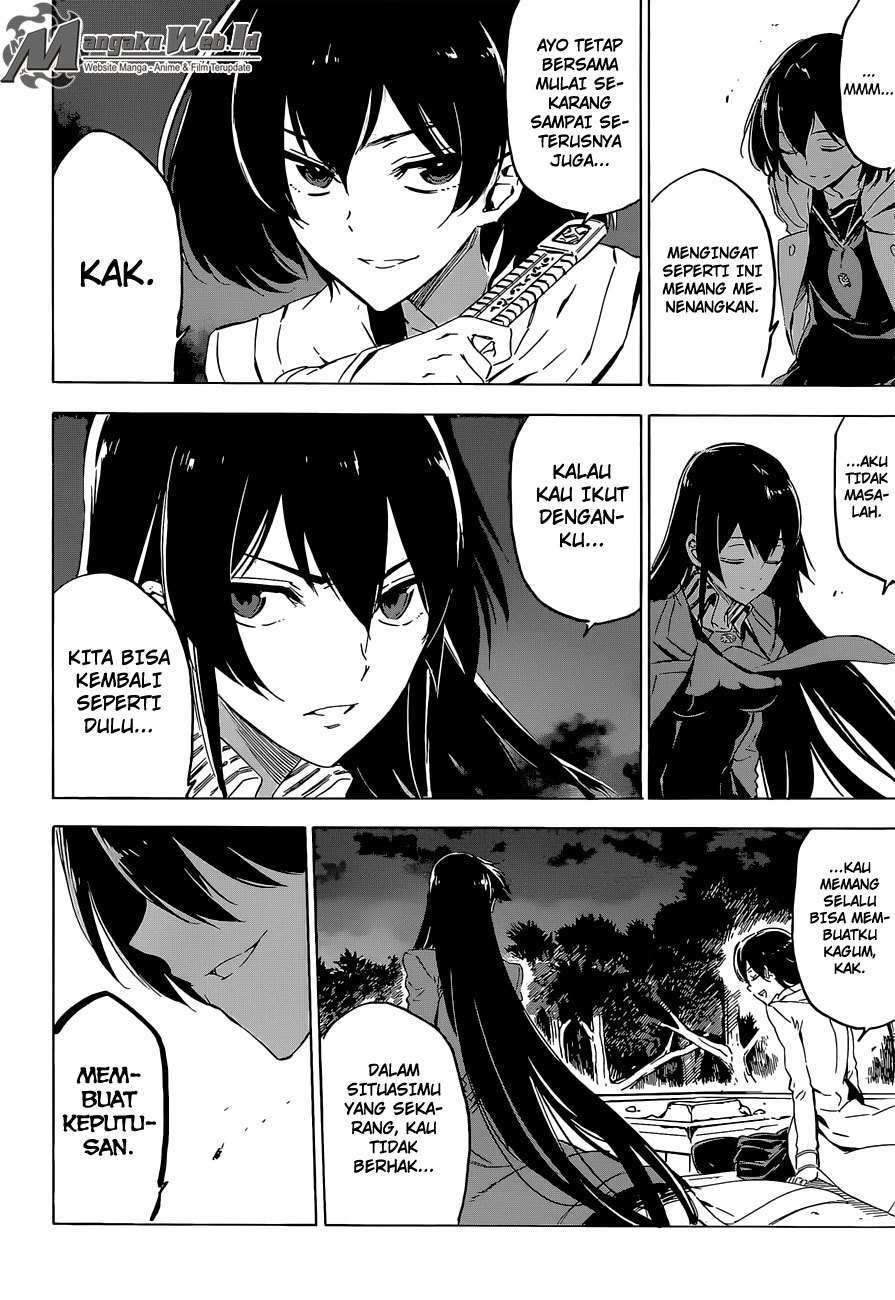 Mangaku.Web.Id
Website Manga - Anime & Film Terupdate
...
MMM...
MENGINGAT
SEPERTI INI
MEMANG ME-
NENANGKAN.
AYO TETAP
BERSAMA
MULAI SE-
KARANG
SAMPAI SE-
TERUSNYA
JUGA...
KAK.
...AKU
TIDAK
MASA-
LAH.
KALAU
KAU IKUT
DENGAN-
KU...
KITA BISA
KEMBALI
SEPERTI
DULU...
...KAU
MEMANG
SELALU
BISA MEM-
BUATKU
KAGUM,
KAK.
DALAM
SITUASIMU
YANG SEKA-
RANG, KAU
TIDAK
BERHAK...
MEM-
BUAT
KEPUTU-
SAN.